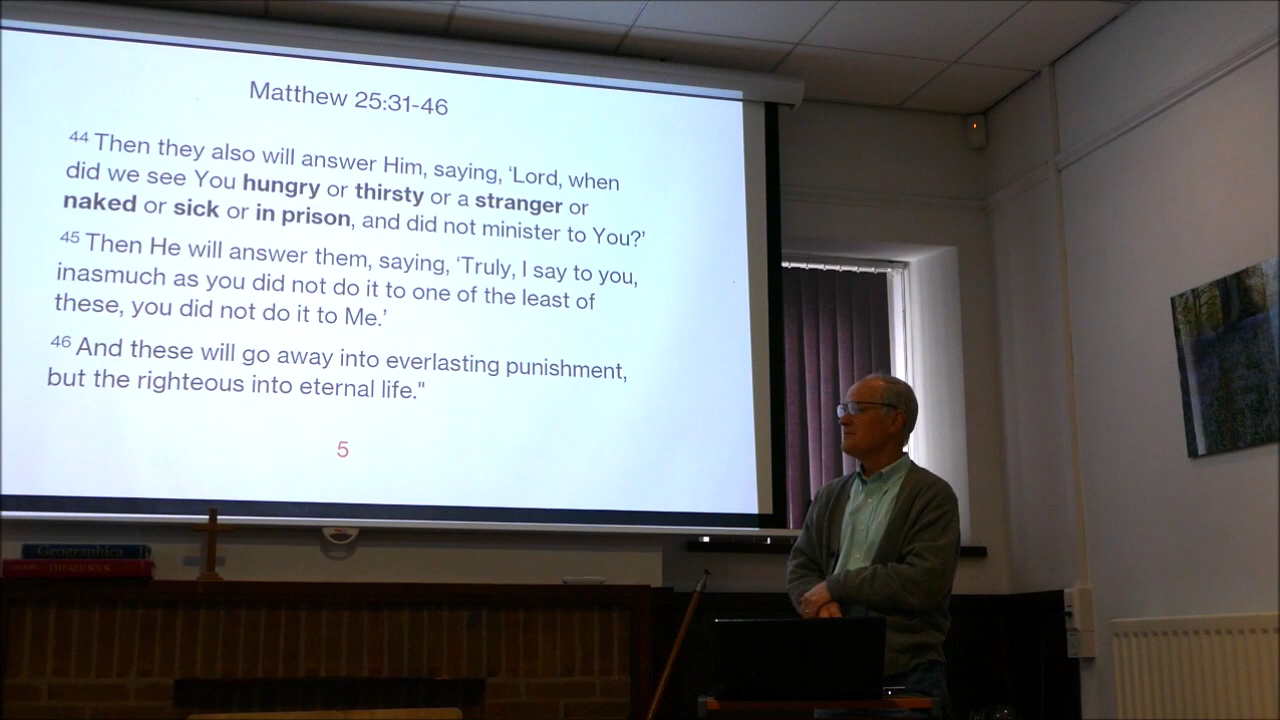 Matthew 25:31-46
44 Then they also will answer Him, saying, ‘Lord, when
did we see You hungry or thirsty or a stranger or
naked or sick or in prison, and did not minister to You?’
45 Then He will answer them, saying, ‘Truly, I say to you,
inasmuch as you did not do it to one of the least of
these, you did not do it to Me.’
46 And these will go away into everlasting punishment,
but the righteous into eternal life."
5
Geographica
THE RED BOOK